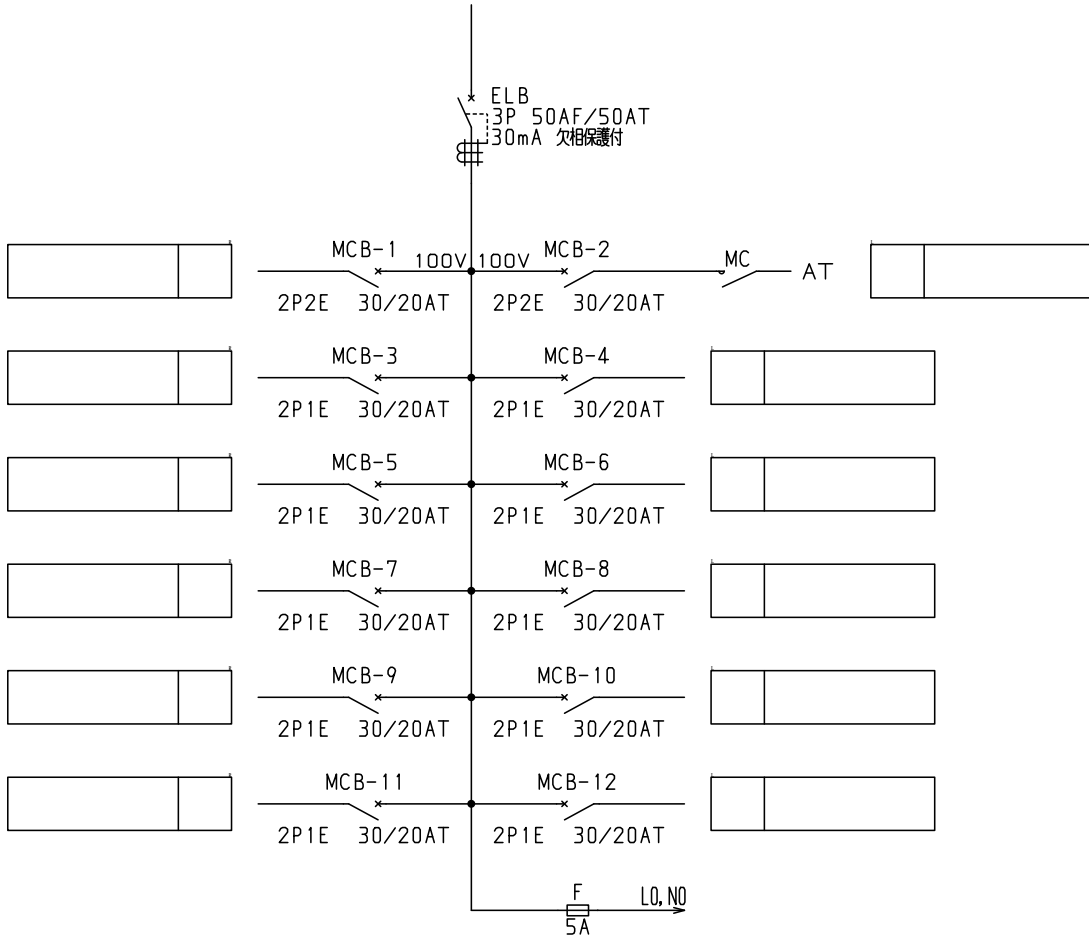 ELB
3P 50AF/50AT
30mA 欠相保護付
MCB-1 100V 100V MCB-2 MC AT
2P2E 30/20AT 2P2E 30/20AT
MCB-3 MCB-4
2P1E 30/20AT 2P1E 30/20AT
MCB-5 MCB-6
2P1E 30/20AT 2P1E 30/20AT
MCB-7 MCB-8
2P1E 30/20AT 2P1E 30/20AT
MCB-9 MCB-10
2P1E 30/20AT 2P1E 30/20AT
MCB-11 MCB-12
2P1E 30/20AT 2P1E 30/20AT
F L0,N0
5A